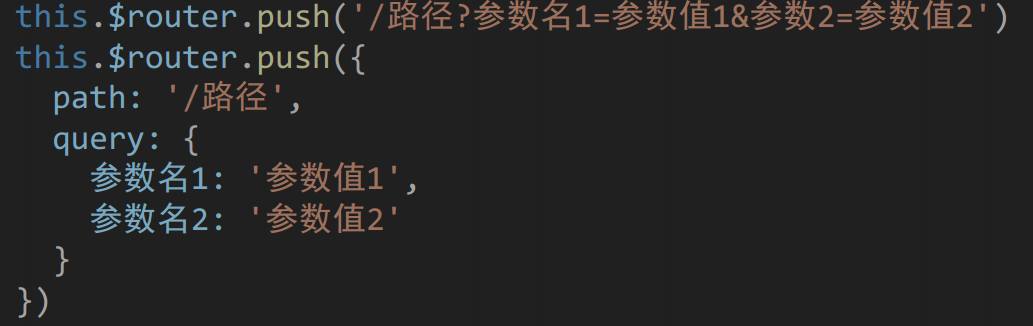 this.$router.push('/路径?参数名1=参数值1&参数2=参数值2')
this.$router.push({
  path: '/路径',
  query: {
    参数名1: '参数值1',
    参数名2: '参数值2'
  }
})